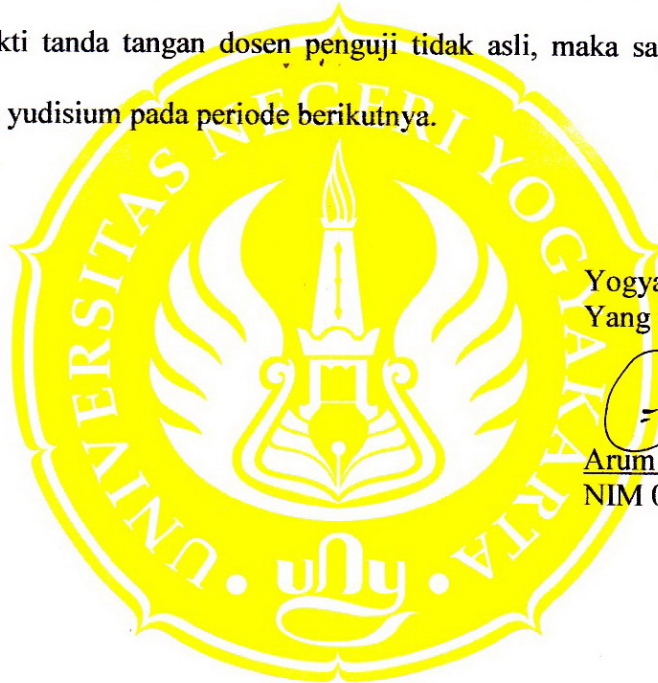 kti tanda tangan dosen penguji tidak asli, maka sa
yudisium pada periode berikutnya.
UNIVERSITAS NEGERI YOGYAKARTA
Yogya
Yang
Arum
NIM 0
uny